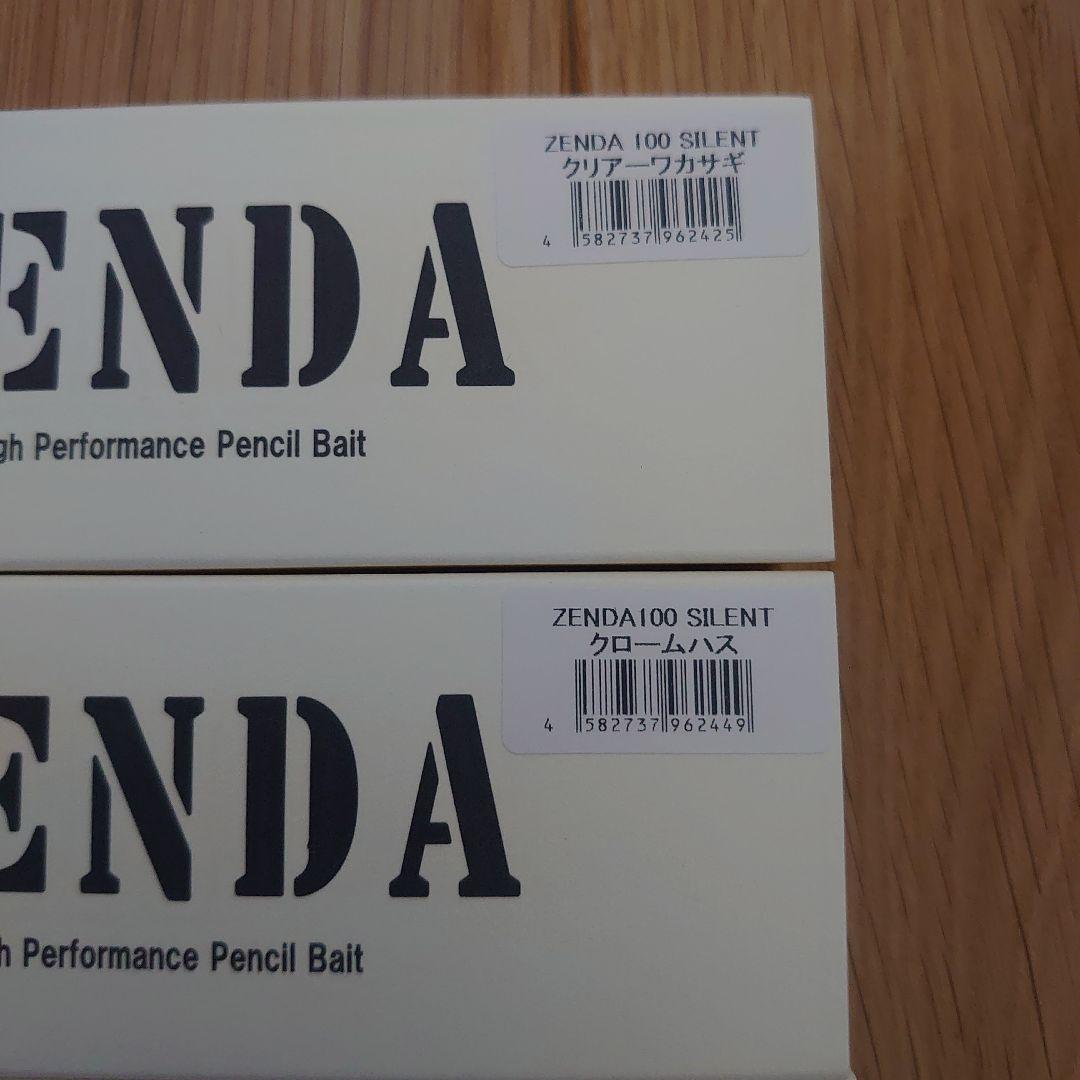 ZENDA 100 SILENT
クリアーワカサギ
4 582737 962425
ENDA
gh Performance Pencil Bait
ZENDA100 SILENT
クロームハス
4 582737 962449
ENDA
h Performance Pencil Bait